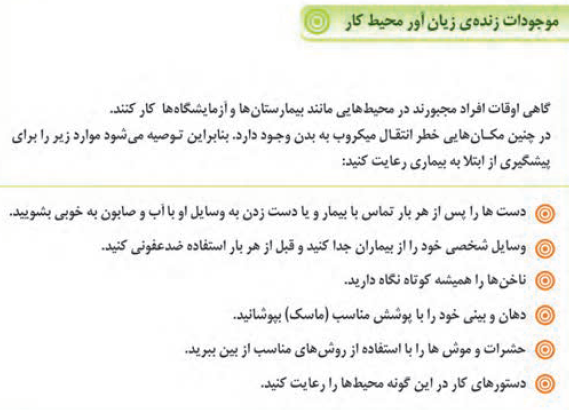 موجودات زنده‌ی زیان آور محیط کار
گاهی اوقات افراد مجبورند در محیط‌هایی مانند بیمارستان‌ها و آزمایشگاه‌ها کار کنند.
در چنین مکان‌هایی خطر انتقال میکروب به بدن وجود دارد. بنابراین توصیه می‌شود موارد زیر را برای
پیشگیری از ابتلا به بیماری رعایت کنید:
دست ها را پس از هر بار تماس با بیمار و یا دست زدن به وسایل او با آب و صابون به خوبی بشویید.
وسایل شخصی خود را از بیماران جدا کنید و قبل از هر بار استفاده ضدعفونی کنید.
ناخن‌ها را همیشه کوتاه نگاه دارید.
دهان و بینی خود را با پوشش مناسب (ماسک) بپوشانید.
حشرات و موش ها را با استفاده از روش‌های مناسب از بین ببرید.
دستورهای کار در این گونه محیط‌ها را رعایت کنید.